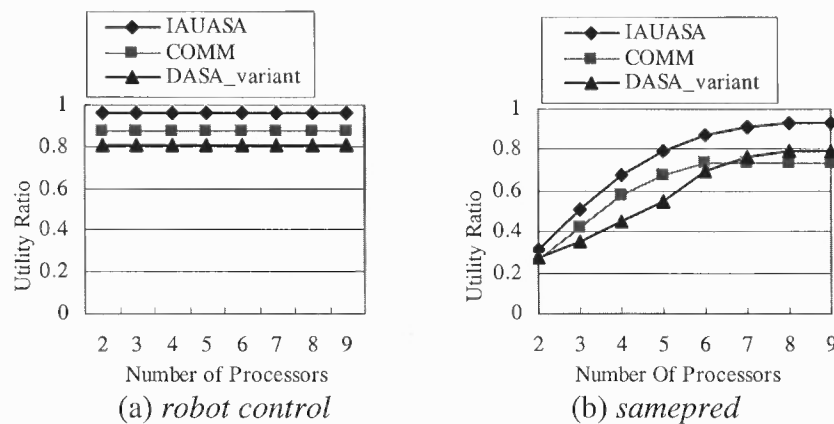 IAUASA
COMM
DASA_variant
1
0.8
0.6
0.4
0.2
0
Utility Ratio
2 3 4 5 6 7 8 9
Number of Processors
(a) robot control
IAUASA
COMM
DASA_variant
1
0.8
0.6
0.4
0.2
0
Utility Ratio
2 3 4 5 6 7 8 9
Number Of Processors
(b) samepred